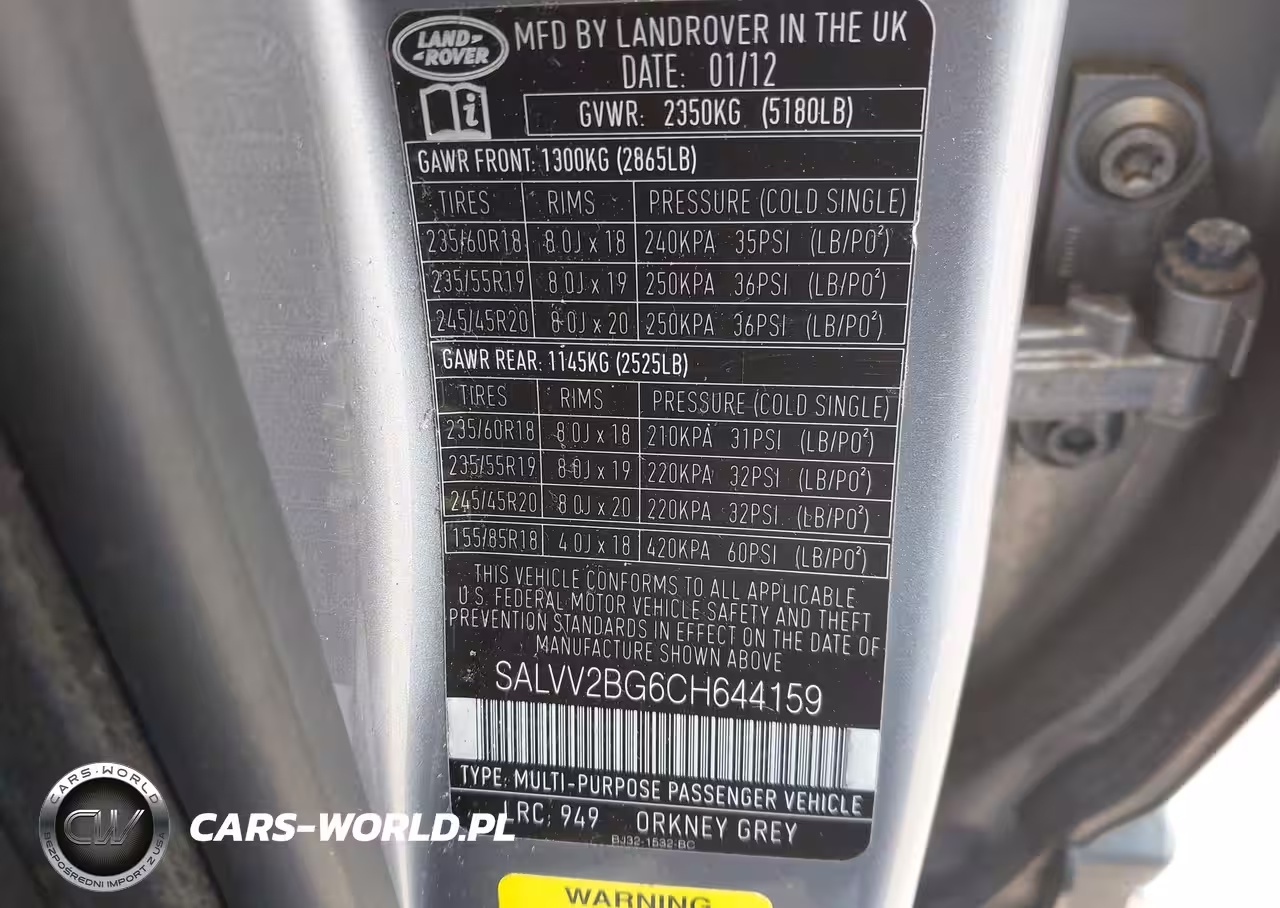 LAND-
-ROVER
MFD BY LANDROVER IN THE UK
DATE: 01/12
i
GVWR: 2350KG (5180LB)
GAWR FRONT: 1300KG (2865LB)
TIRES RIMS PRESSURE (COLD SINGLE)
235/60R18 8.0J x 18 240KPA 35PSI (LB/PO²)
235/55R19 8.0J x 19 250KPA 36PSI (LB/PO²)
245/45R20 8.0J x 20 250KPA 36PSI (LB/PO²)
GAWR REAR: 1145KG (2525LB)
TIRES RIMS PRESSURE (COLD SINGLE)
235/60R18 8.0J x 18 210KPA 31PSI (LB/PO²)
235/55R19 8.0J x 19 220KPA 32PSI (LB/PO²)
245/45R20 8.0J x 20 220KPA 32PSI (LB/PO²)
155/85R18 4.0J x 18 420KPA 60PSI (LB/PO²)
THIS VEHICLE CONFORMS TO ALL APPLICABLE
U.S. FEDERAL MOTOR VEHICLE SAFETY AND THEFT
PREVENTION STANDARDS IN EFFECT ON THE DATE OF
MANUFACTURE SHOWN ABOVE
SALVV2BG6CH644159
TYPE: MULTI-PURPOSE PASSENGER VEHICLE
LRC: 949 ORKNEY GREY
BJ32-1532-BC
WARNING
CARS-WORLD
CW
BEZPOŚREDNI IMPORT Z USA
CARS-WORLD.PL